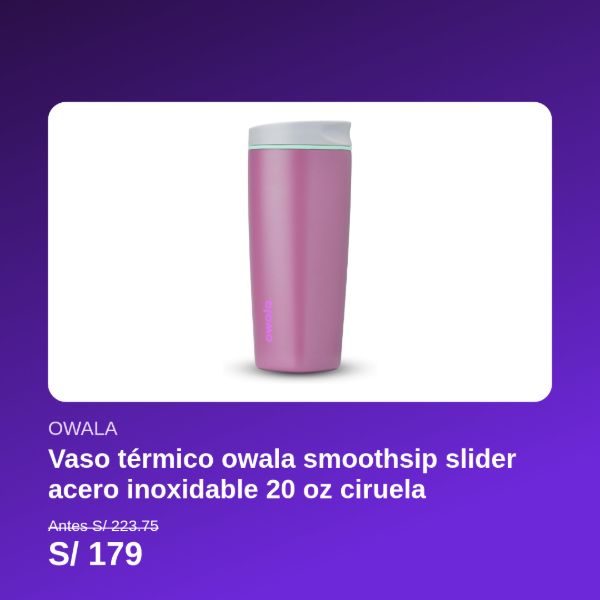 owala
OWALA
Vaso térmico owala smoothsip slider
acero inoxidable 20 oz ciruela
Antes S/ 223.75
S/ 179